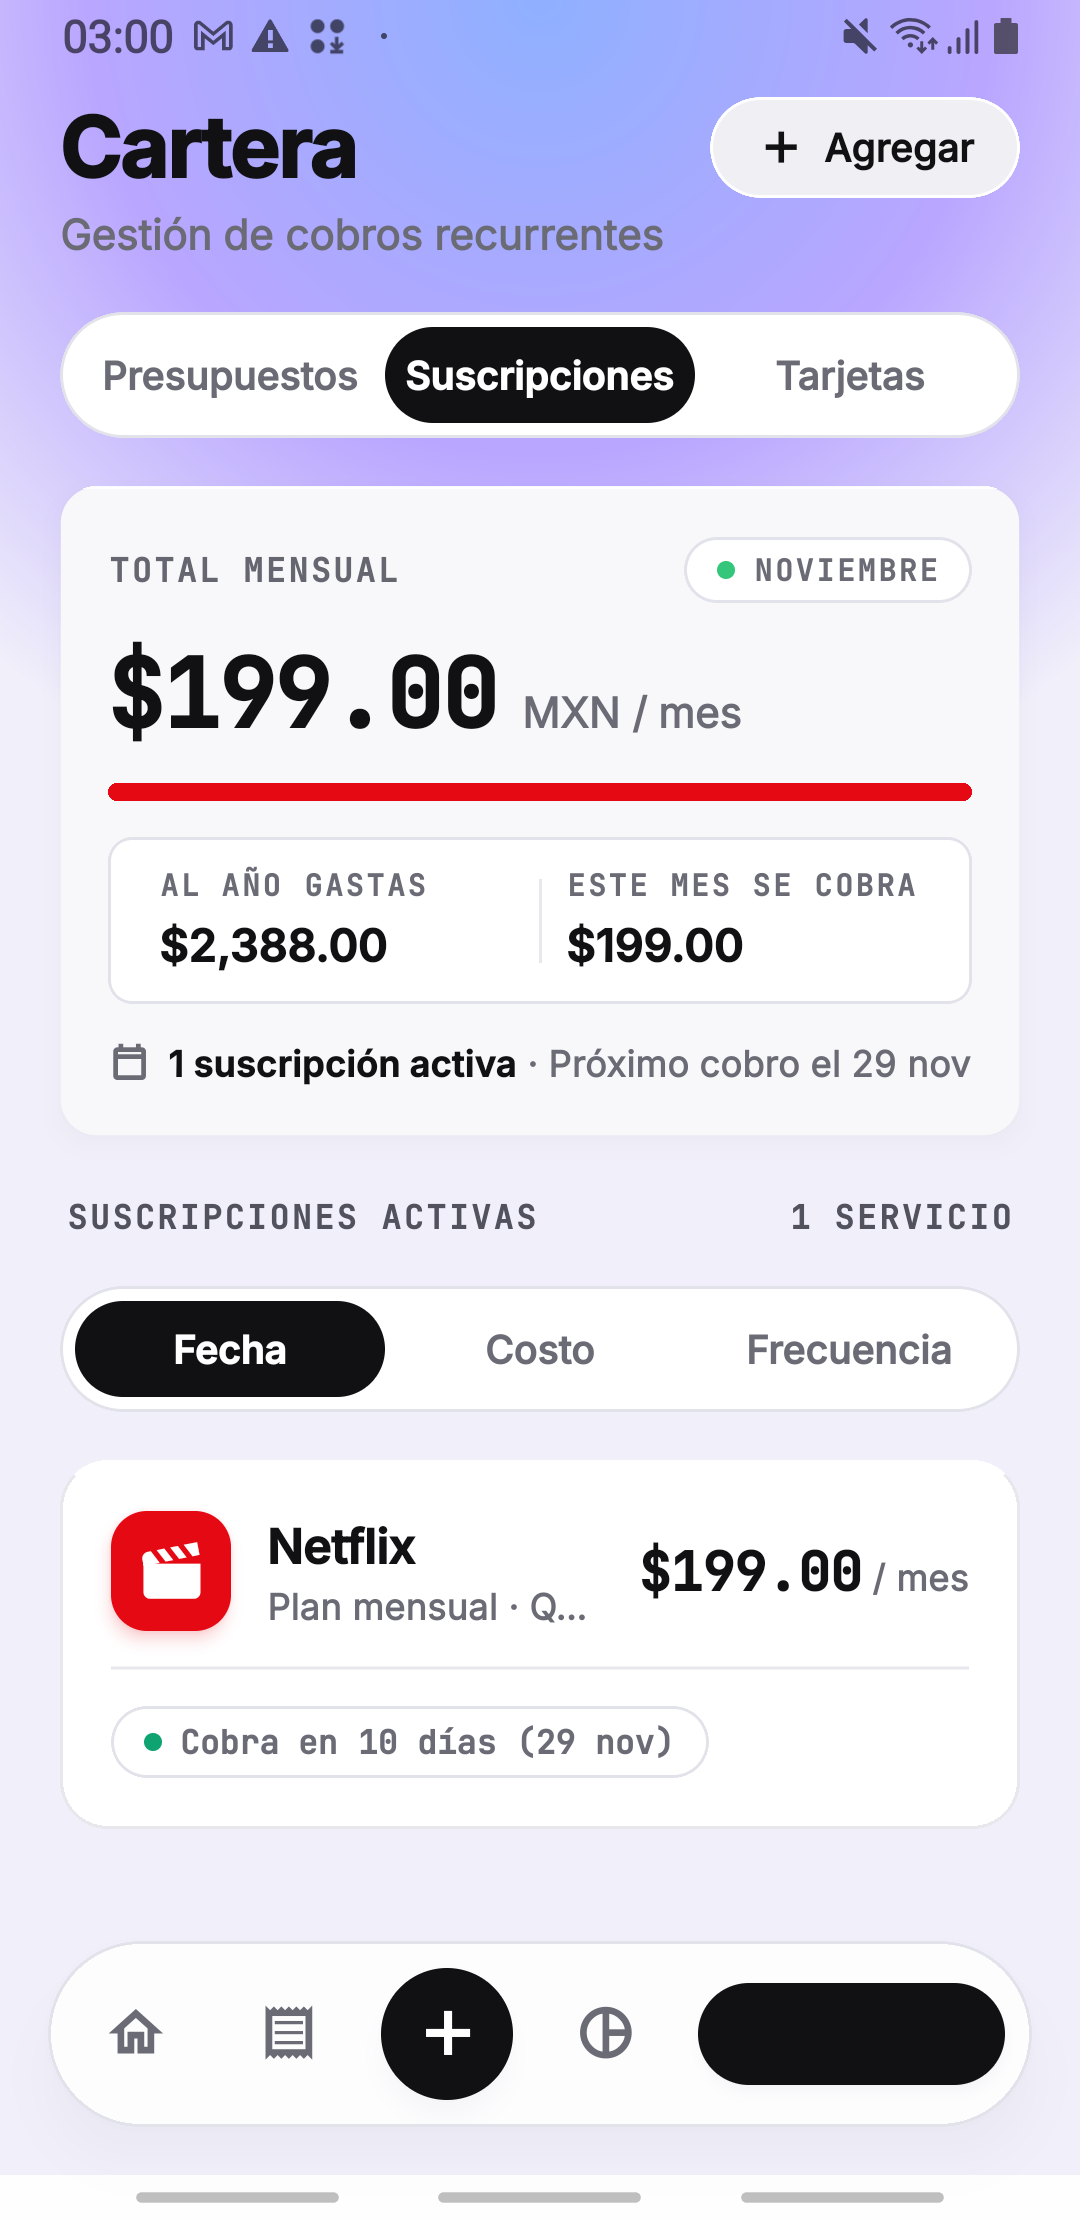 03:00
Cartera
+ Agregar
Gestión de cobros recurrentes
Presupuestos Suscripciones Tarjetas
TOTAL MENSUAL
NOVIEMBRE
$199.00 MXN / mes
AL AÑO GASTAS
$2,388.00
ESTE MES SE COBRA
$199.00
1 suscripción activa · Próximo cobro el 29 nov
SUSCRIPCIONES ACTIVAS
1 SERVICIO
Fecha Costo Frecuencia
Netflix
Plan mensual · Q...
$199.00 / mes
Cobra en 10 días (29 nov)